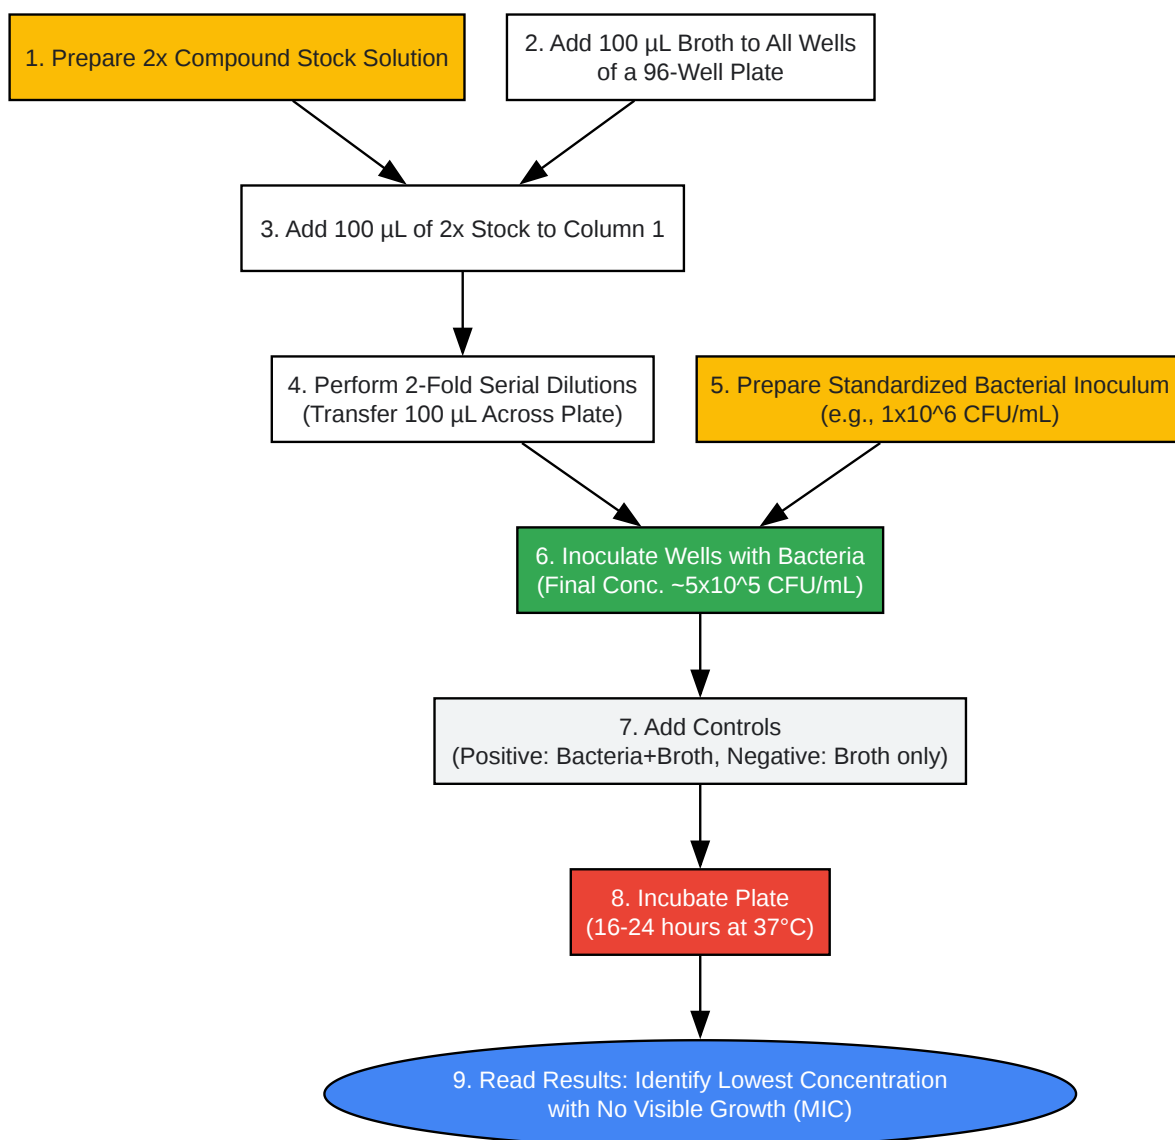 1. Prepare 2x Compound Stock Solution
2. Add 100 µL Broth to All Wells
of a 96-Well Plate
3. Add 100 µL of 2x Stock to Column 1
4. Perform 2-Fold Serial Dilutions
(Transfer 100 µL Across Plate)
5. Prepare Standardized Bacterial Inoculum
(e.g., 1x10^6 CFU/mL)
6. Inoculate Wells with Bacteria
(Final Conc. ~5x10^5 CFU/mL)
7. Add Controls
(Positive: Bacteria+Broth, Negative: Broth only)
8. Incubate Plate
(16-24 hours at 37°C)
9. Read Results: Identify Lowest Concentration
with No Visible Growth (MIC)